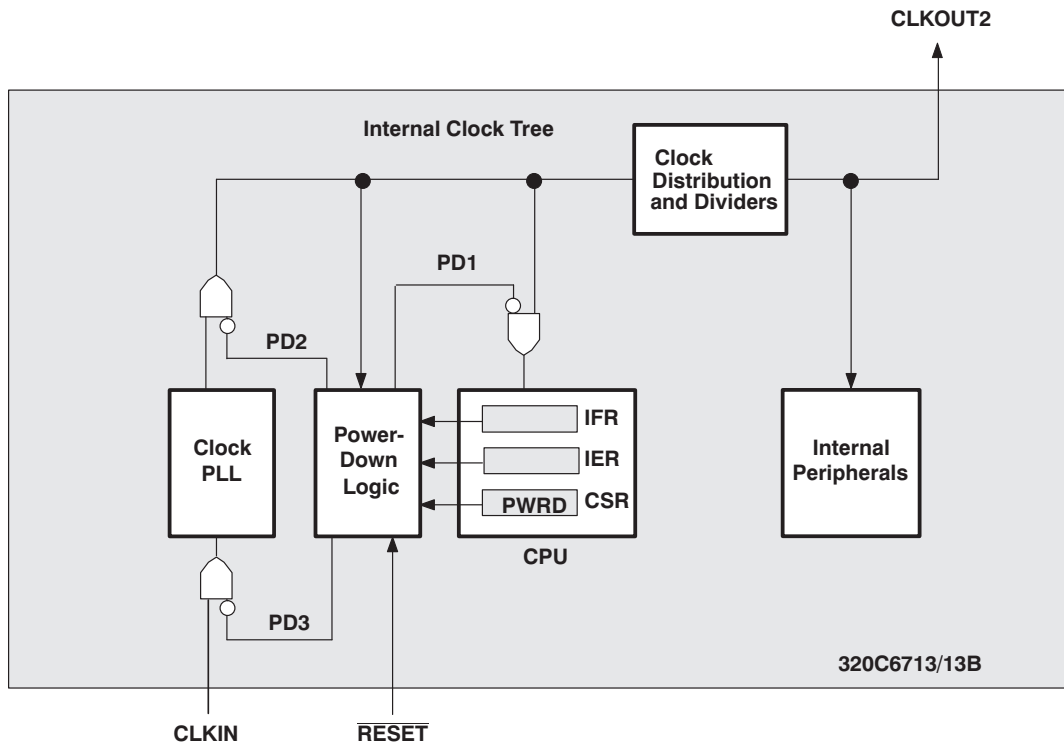 CLKOUT2
Internal Clock Tree
Clock
Distribution
and Dividers
PD1
PD2
Clock
PLL
Power-
Down
Logic
IFR
IER
PWRD CSR
CPU
Internal
Peripherals
PD3
320C6713/13B
CLKIN
RESET